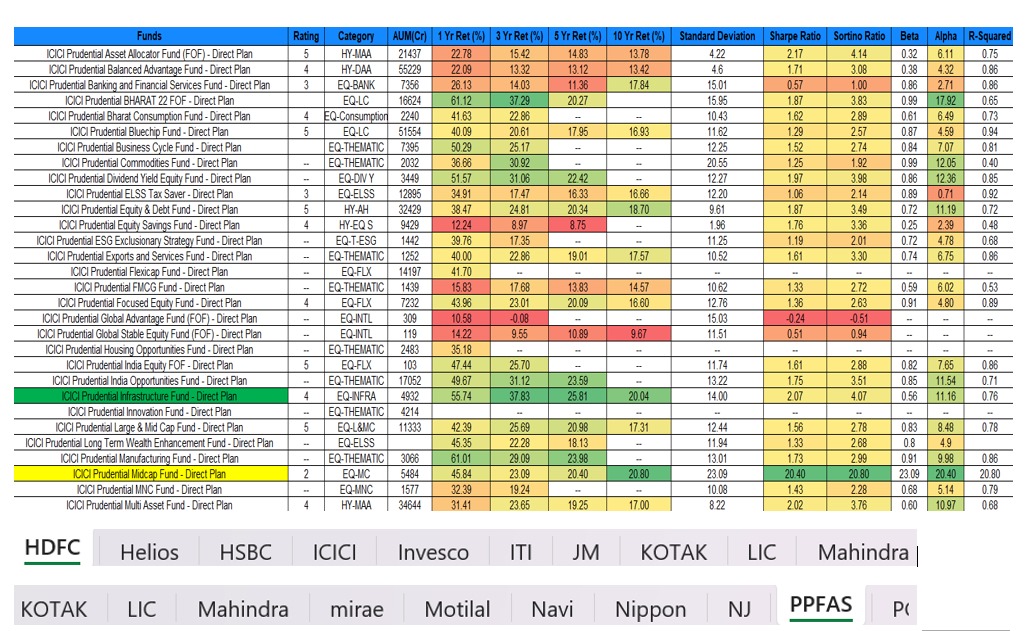 Funds Rating Category AUM(Cr) 1 Yr Ret (%) 3 Yr Ret (%) 5 Yr Ret (%) 10 Yr Ret (%) Standard Deviation Sharpe Ratio Sortino Ratio Beta Alpha R-Squared
ICICI Prudential Asset Allocator Fund (FOF) - Direct Plan 5 HY-MAA 21437 22.78 15.42 14.83 13.78 4.22 2.17 4.14 0.32 6.11 0.75
ICICI Prudential Balanced Advantage Fund - Direct Plan 4 HY-DAA 55229 22.09 13.32 13.12 13.42 4.6 1.71 3.08 0.38 4.32 0.86
ICICI Prudential Banking and Financial Services Fund - Direct Plan 3 EQ-BANK 7356 26.13 14.03 11.36 17.84 15.01 0.57 1.00 0.86 2.71 0.86
ICICI Prudential BHARAT 22 FOF - Direct Plan EQ-LC 16624 61.12 37.29 20.27 15.95 1.87 3.83 0.99 17.92 0.65
ICICI Prudential Bharat Consumption Fund - Direct Plan 4 EQ-Consumption 2240 41.63 22.86 -- -- 10.43 1.62 2.89 0.61 6.49 0.73
ICICI Prudential Bluechip Fund - Direct Plan 5 EQ-LC 51554 40.09 20.61 17.95 16.93 11.62 1.29 2.57 0.87 4.59 0.94
ICICI Prudential Business Cycle Fund - Direct Plan EQ-THEMATIC 7395 50.29 25.17 -- -- 12.25 1.52 2.74 0.84 7.07 0.81
ICICI Prudential Commodities Fund - Direct Plan -- EQ-THEMATIC 2032 36.66 30.92 -- -- 20.55 1.25 1.92 0.99 12.05 0.40
ICICI Prudential Dividend Yield Equity Fund - Direct Plan -- EQ-DIV Y 3449 51.57 31.06 22.42 -- 12.27 1.97 3.98 0.86 12.36 0.85
ICICI Prudential ELSS Tax Saver - Direct Plan 3 EQ-ELSS 12895 34.91 17.47 16.33 16.66 12.20 1.06 2.14 0.89 0.71 0.92
ICICI Prudential Equity & Debt Fund - Direct Plan 5 HY-AH 32429 38.47 24.81 20.34 18.70 9.61 1.87 3.49 0.72 11.19 0.72
ICICI Prudential Equity Savings Fund - Direct Plan 4 HY-EQ S 9429 12.24 8.97 8.75 1.96 1.76 3.36 0.25 2.39 0.48
ICICI Prudential ESG Exclusionary Strategy Fund - Direct Plan -- EQ-T-ESG 1442 39.76 17.35 -- -- 11.25 1.19 2.01 0.72 4.78 0.68
ICICI Prudential Exports and Services Fund - Direct Plan -- EQ-THEMATIC 1252 40.00 22.86 19.01 17.57 10.52 1.61 3.30 0.74 6.75 0.86
ICICI Prudential Flexicap Fund - Direct Plan EQ-FLX 14197 41.70 -- -- -- -- -- -- -- -- --
ICICI Prudential FMCG Fund - Direct Plan -- EQ-THEMATIC 1439 15.83 17.68 13.83 14.57 10.62 1.33 2.72 0.59 6.02 0.53
ICICI Prudential Focused Equity Fund - Direct Plan 4 EQ-FLX 7232 43.96 23.01 20.09 16.60 12.76 1.36 2.63 0.91 4.80 0.89
ICICI Prudential Global Advantage Fund (FOF) - Direct Plan -- EQ-INTL 309 10.58 -0.08 -- -- 15.03 -0.24 -0.51 -- -- --
ICICI Prudential Global Stable Equity Fund (FOF) - Direct Plan -- EQ-INTL 119 14.22 9.55 10.89 9.67 11.51 0.51 0.94 -- -- --
ICICI Prudential Housing Opportunities Fund - Direct Plan EQ-THEMATIC 2483 35.18 -- -- -- -- -- -- -- -- --
ICICI Prudential India Equity FOF - Direct Plan 5 EQ-FLX 103 47.44 25.70 -- -- 11.74 1.61 2.88 0.82 7.65 0.86
ICICI Prudential India Opportunities Fund - Direct Plan -- EQ-THEMATIC 17052 49.67 31.12 23.59 -- 13.22 1.75 3.51 0.85 11.54 0.71
ICICI Prudential Infrastructure Fund - Direct Plan 4 EQ-INFRA 4932 55.74 37.83 25.81 20.04 14.00 2.07 4.07 0.56 11.16 0.76
ICICI Prudential Innovation Fund - Direct Plan -- EQ-THEMATIC 4214 -- -- -- -- -- -- -- -- -- --
ICICI Prudential Large & Mid Cap Fund - Direct Plan 5 EQ-L&MC 11333 42.39 25.69 20.98 17.31 12.44 1.56 2.78 0.83 8.48 0.78
ICICI Prudential Long Term Wealth Enhancement Fund - Direct Plan -- EQ-ELSS 45.35 22.28 18.13 -- 11.94 1.33 2.68 0.8 4.9
ICICI Prudential Manufacturing Fund - Direct Plan -- EQ-THEMATIC 3066 61.01 29.09 23.98 -- 13.01 1.73 2.99 0.91 9.98 0.86
ICICI Prudential Midcap Fund - Direct Plan 2 EQ-MC 5484 45.84 23.09 20.40 20.80 23.09 20.40 20.80 23.09 20.40 20.80
ICICI Prudential MNC Fund - Direct Plan -- EQ-MNC 1577 32.39 19.24 -- -- 10.08 1.43 2.28 0.68 5.14 0.79
ICICI Prudential Multi Asset Fund - Direct Plan 4 HY-MAA 34644 31.41 23.65 19.25 17.00 8.22 2.02 3.76 0.60 10.97 0.68
HDFC Helios HSBC ICICI Invesco ITI JM KOTAK LIC Mahindra
KOTAK LIC Mahindra mirae Motilal Navi Nippon NJ PPFAS